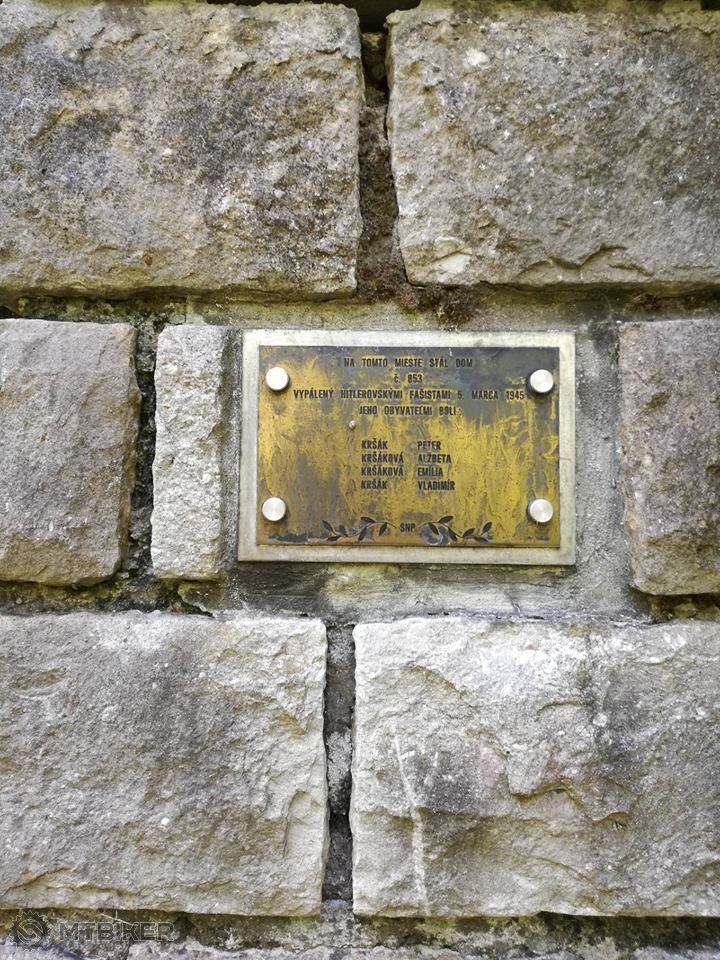 NA TOMTO MIESTE STÁL DOM
Č. 853
VYPÁLENÝ HITLEROVSKÝMI FAŠISTAMI 5. MARCA 1945
JEHO OBYVATEĽMI BOLI:
KRŠÁK PETER
KRŠÁKOVÁ ALŽBETA
KRŠÁKOVÁ EMÍLIA
KRŠÁK VLADIMÍR
SNP
MTBIKER